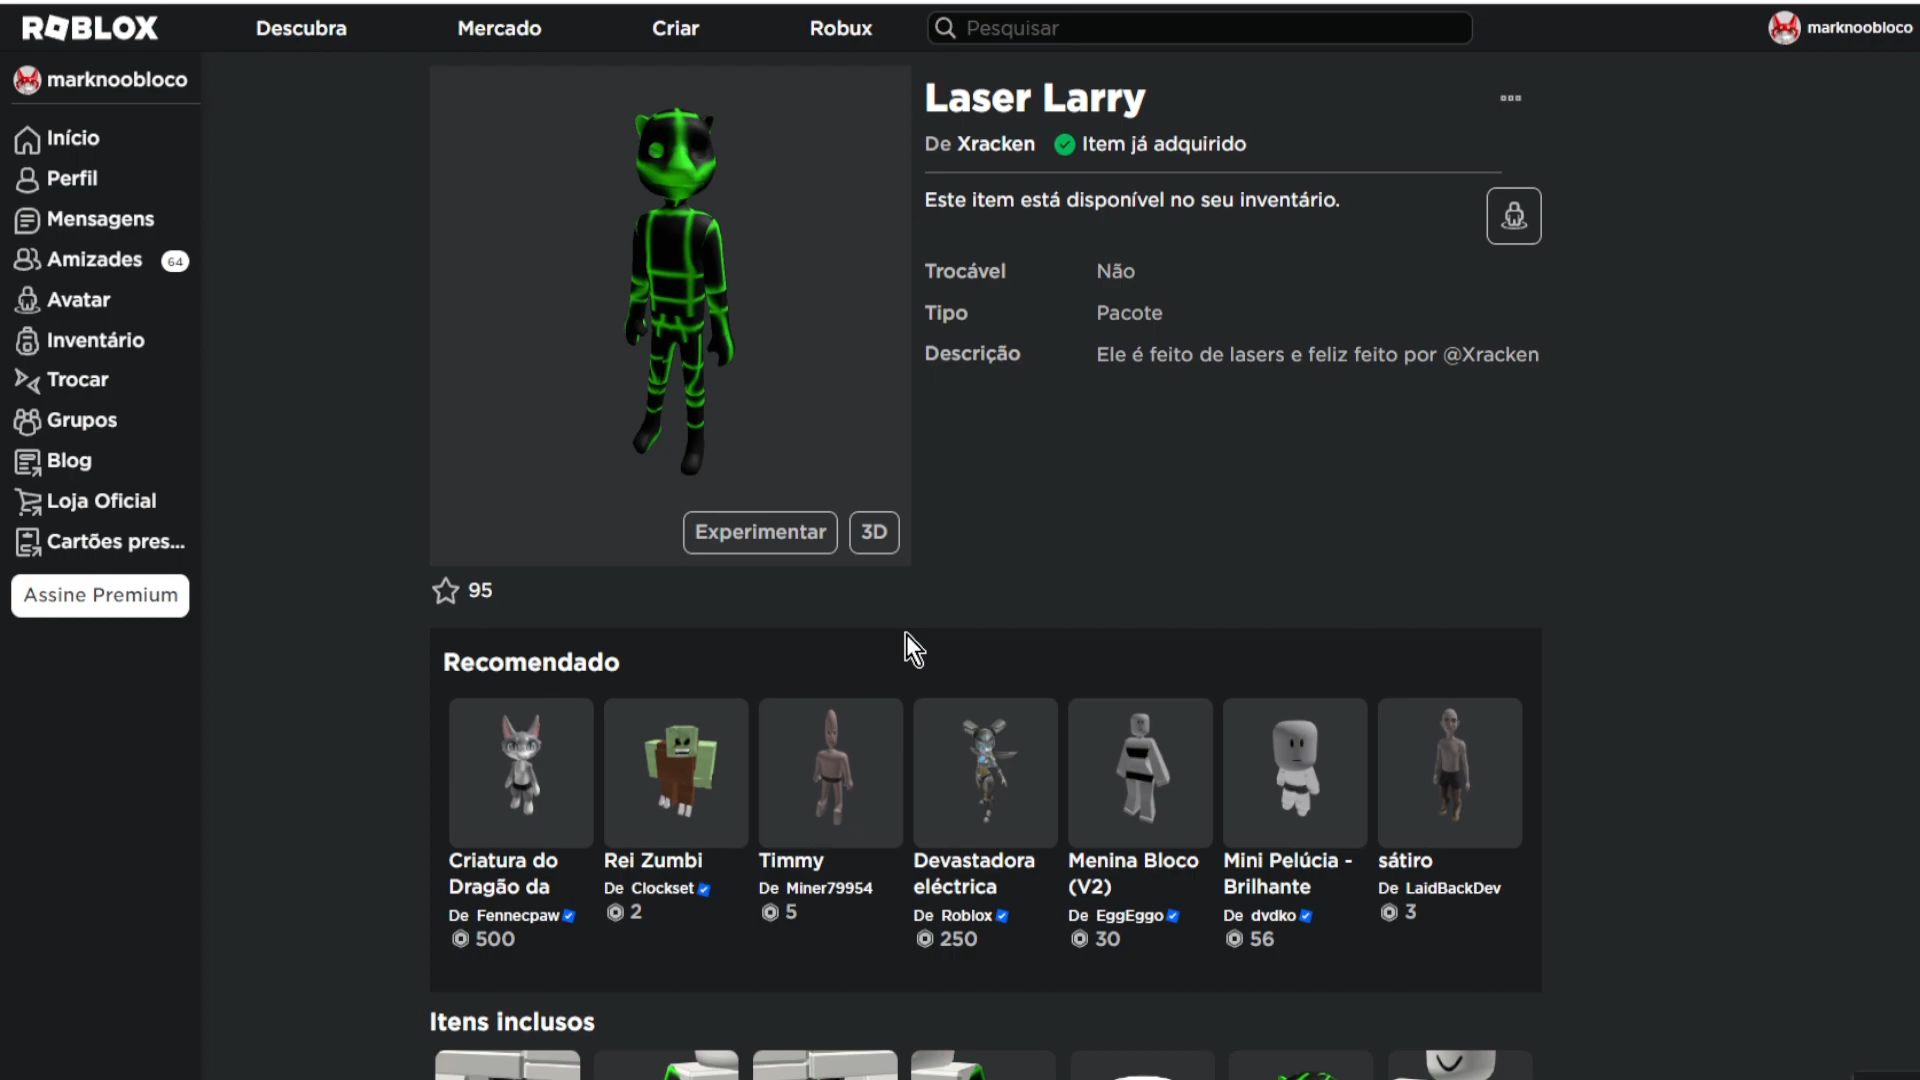 ROBLOX
Descubra
Mercado
Criar
Robux
Pesquisar
marknoobloco
marknoobloco
Início
Perfil
Mensagens
Amizades 64
Avatar
Inventário
Trocar
Grupos
Blog
Loja Oficial
Cartões pres...
Assine Premium
Laser Larry
De Xracken Item já adquirido
Este item está disponível no seu inventário.
Trocável Não
Tipo Pacote
Descrição Ele é feito de lasers e feliz feito por @Xracken
Experimentar 3D
95
Recomendado
Criatura do
Dragão da
De Fennecpaw
500
Rei Zumbi
De Clockset
2
Timmy
De Miner79954
5
Devastadora
eléctrica
De Roblox
250
Menina Bloco
(V2)
De EggEggo
30
Mini Pelúcia -
Brilhante
De dvdko
56
sátiro
De LaidBackDev
3
Itens inclusos